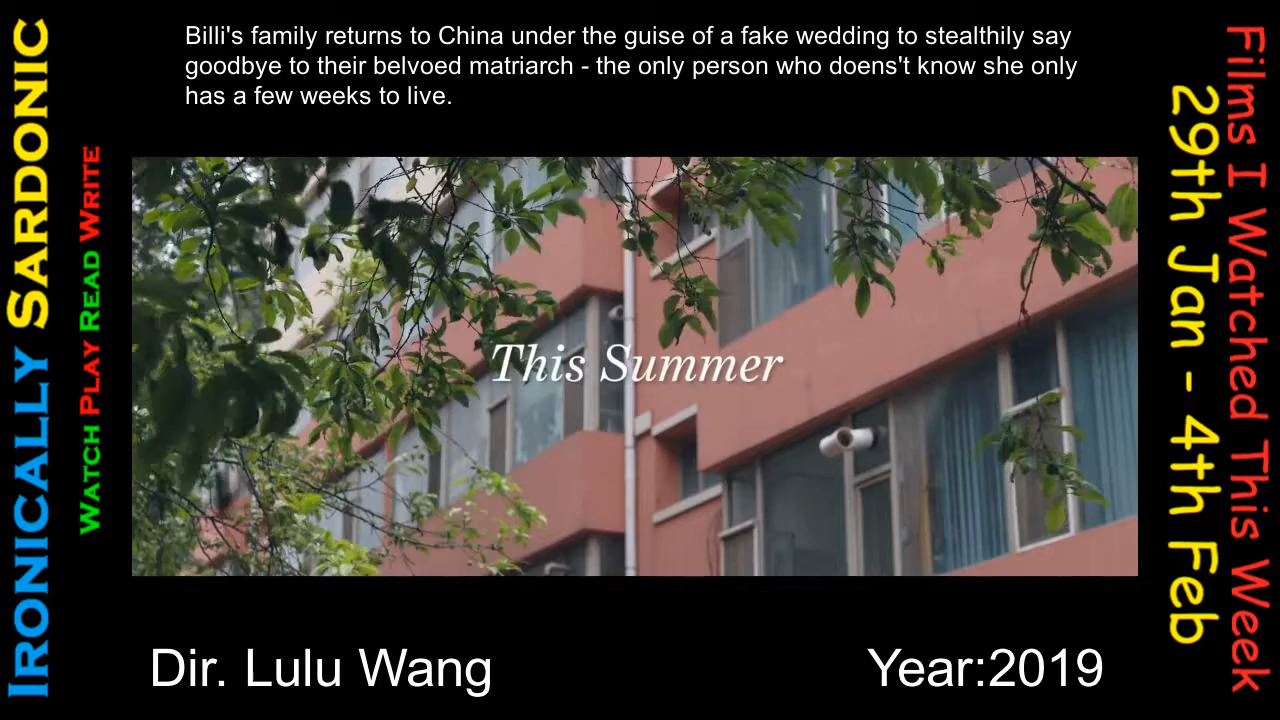 Billi's family returns to China under the guise of a fake wedding to stealthily say
goodbye to their belvoed matriarch - the only person who doens't know she only
has a few weeks to live.
IRONICALLY SARDONIC
WATCH PLAY READ WRITE
This Summer
Films I Watched This Week
29th Jan - 4th Feb
Dir. Lulu Wang
Year:2019